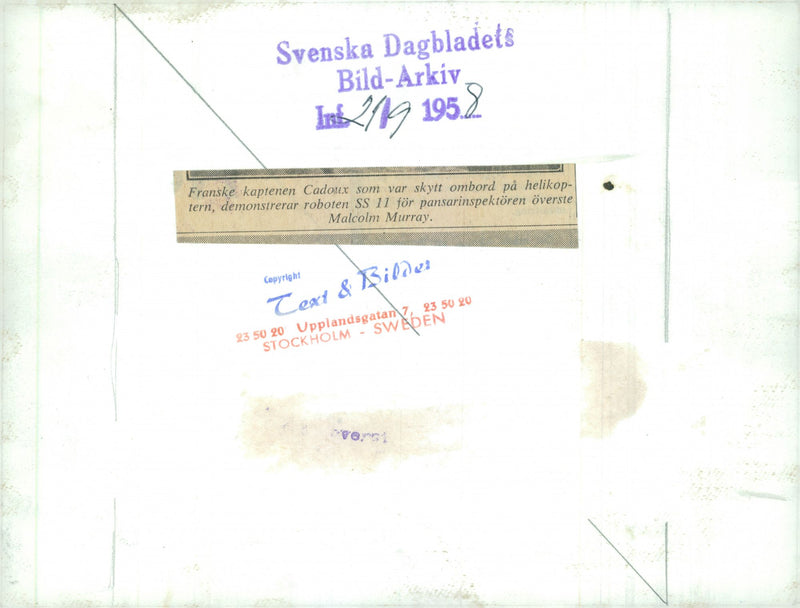 Svenska Dagbladets
Bild-Arkiv
Inf. 21/9 1958
Franske kaptenen Cadoux som var skytt ombord på helikop-
tern, demonstrerar roboten SS 11 för pansarinspektören överste
Malcolm Murray.
Copyright
Text & Bilder
23 50 20 Upplandsgatan 7, 23 50 20
STOCKHOLM - SWEDEN